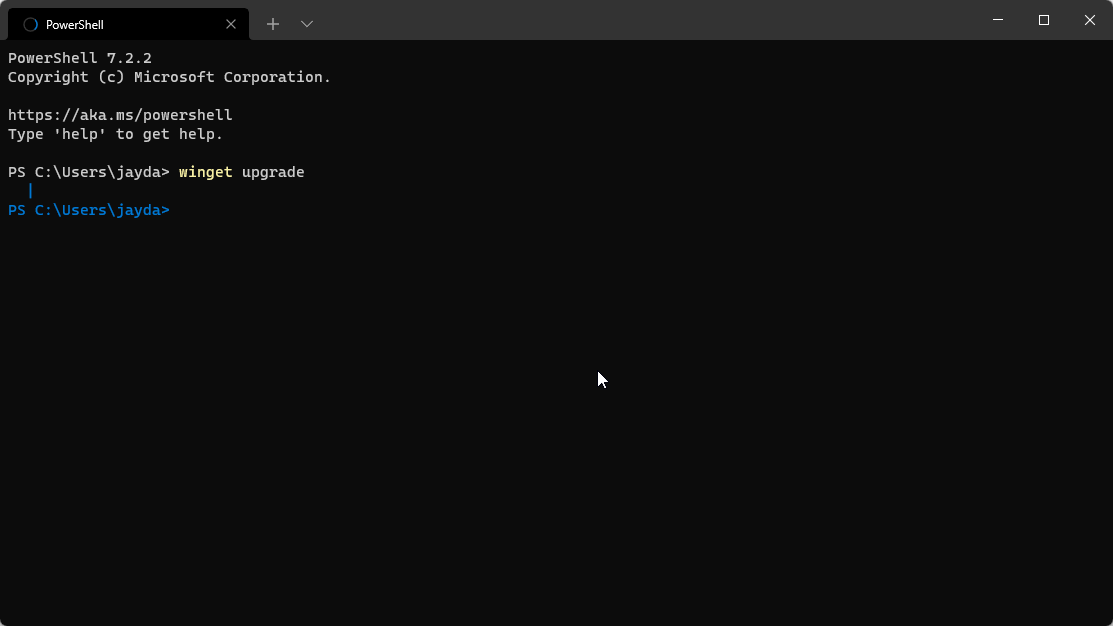 PowerShell
PowerShell 7.2.2
Copyright (c) Microsoft Corporation.
https://aka.ms/powershell
Type 'help' to get help.
PS C:\Users\jayda> winget upgrade
|
PS C:\Users\jayda>